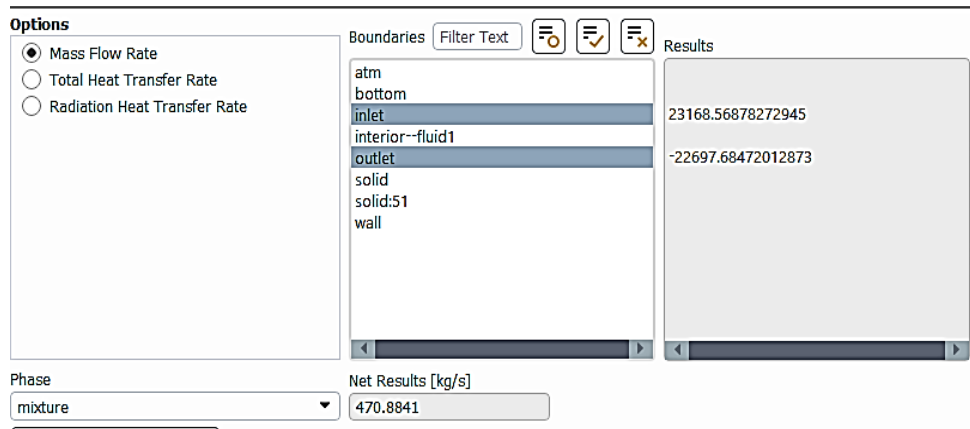 Options
Mass Flow Rate
Total Heat Transfer Rate
Radiation Heat Transfer Rate
Boundaries Filter Text
atm
bottom
inlet
interior--fluid1
outlet
solid
solid:51
wall
Results
23168.56878272945
-22697.68472012873
Phase
mixture
Net Results [kg/s]
470.8841